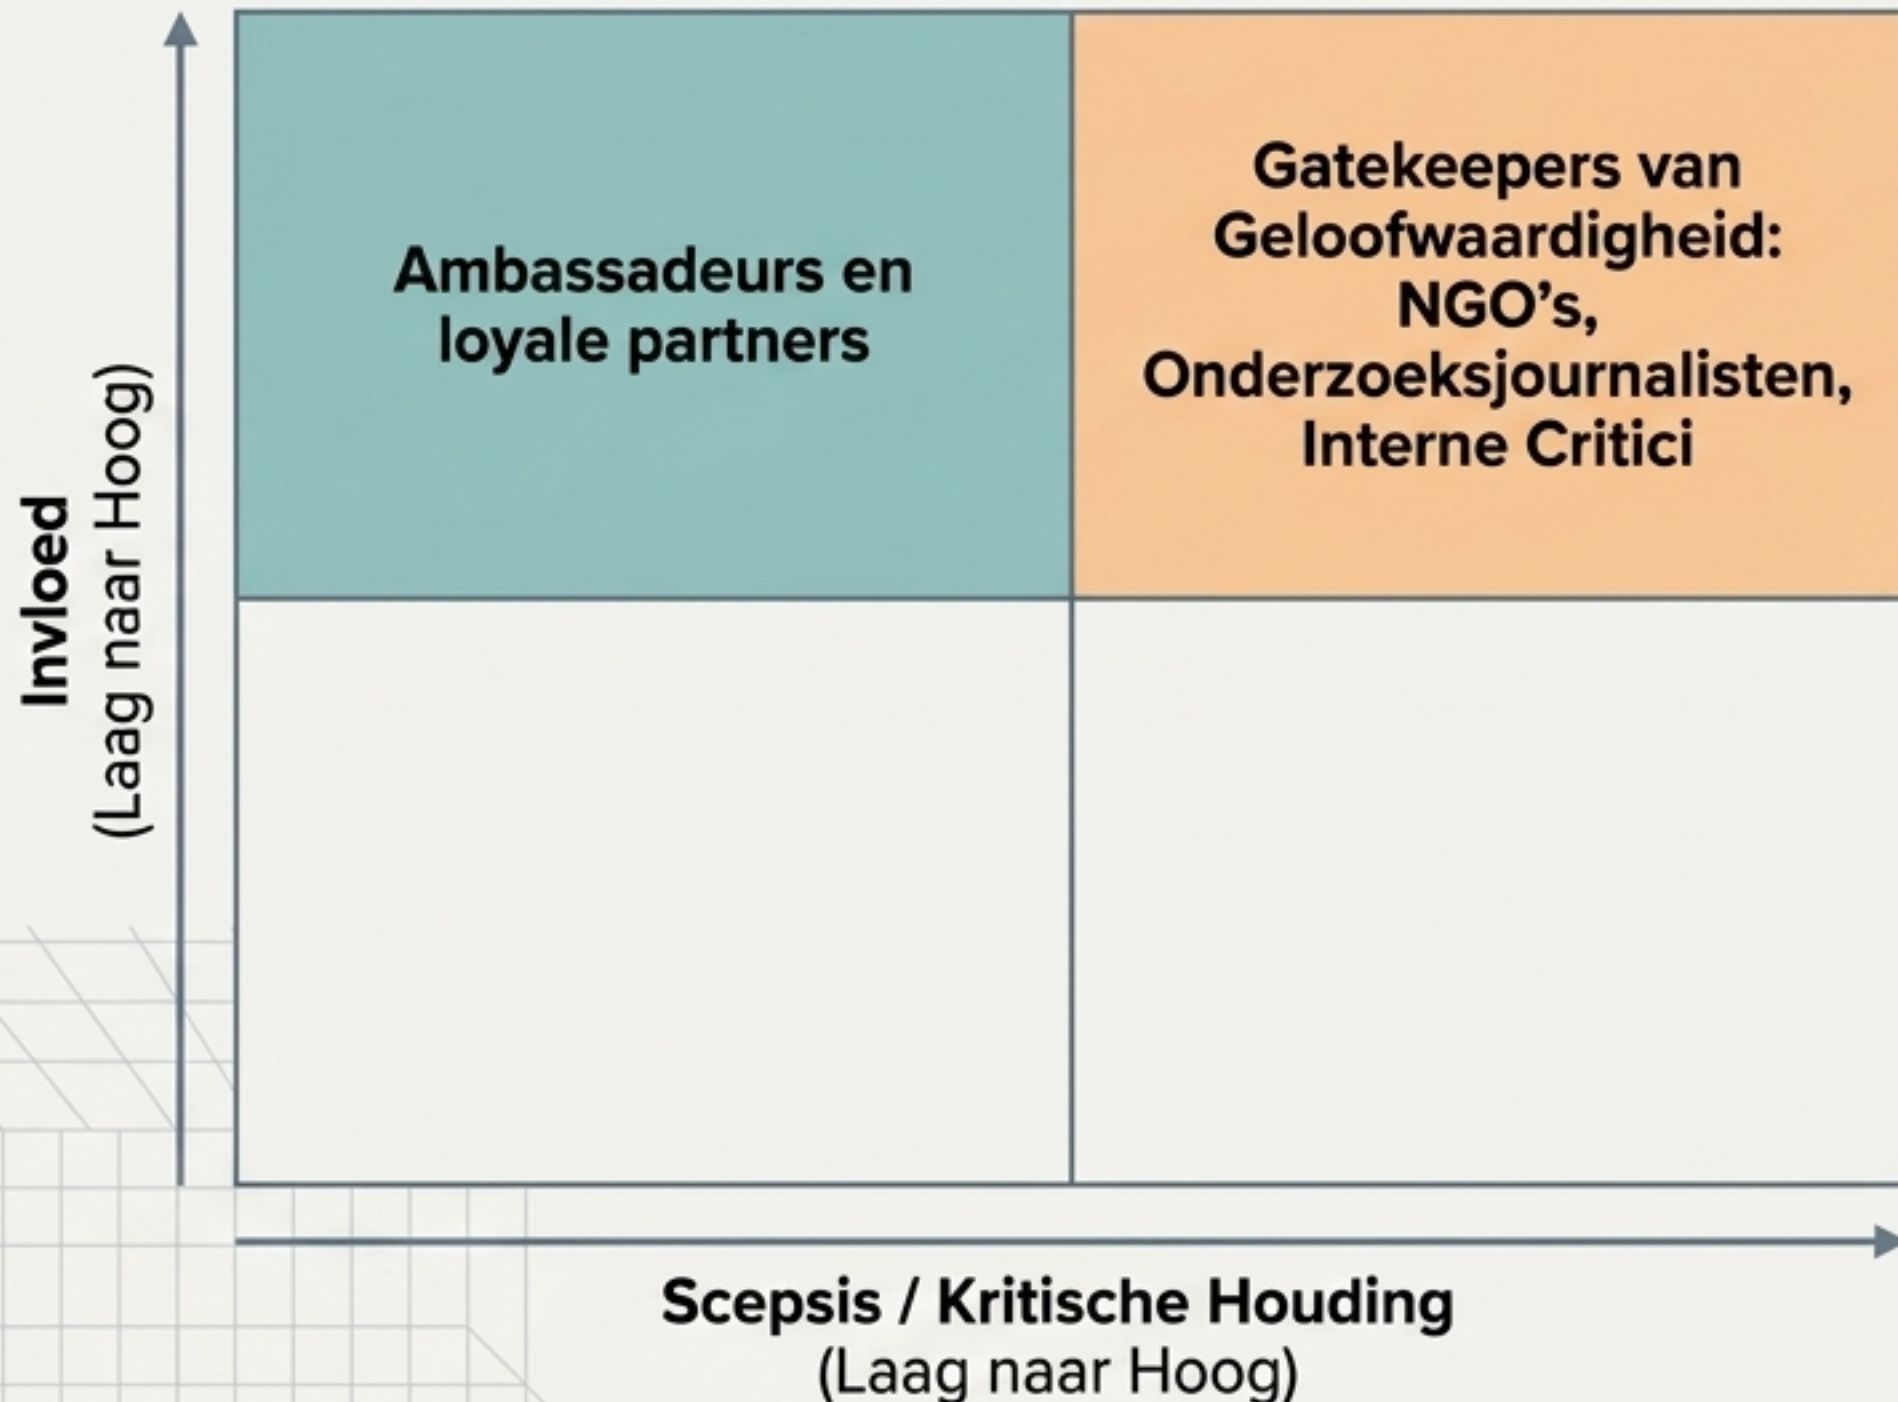 Ambassadeurs en
loyale partners
Gatekeepers van
Geloofwaardigheid:
NGO’s,
Onderzoeksjournalisten,
Interne Critici
Invloed
(Laag naar Hoog)
Scepsis / Kritische Houding
(Laag naar Hoog)